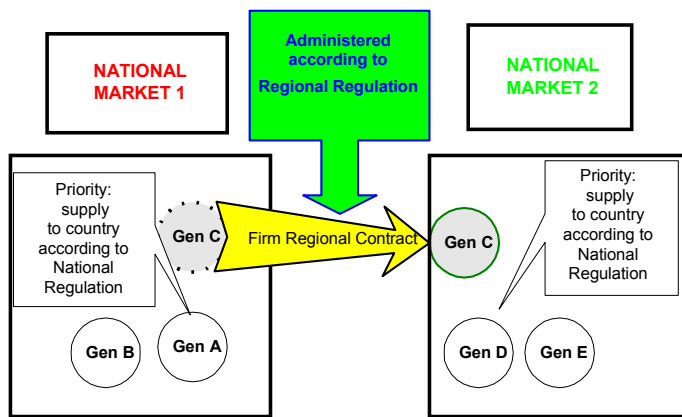 Administered
according to
Regional Regulation
NATIONAL
MARKET 1
NATIONAL
MARKET 2
Priority:
supply
to country
according to
National
Regulation
Gen C
Firm Regional Contract
Gen C
Priority:
supply
to country
according to
National
Regulation
Gen B
Gen A
Gen D
Gen E